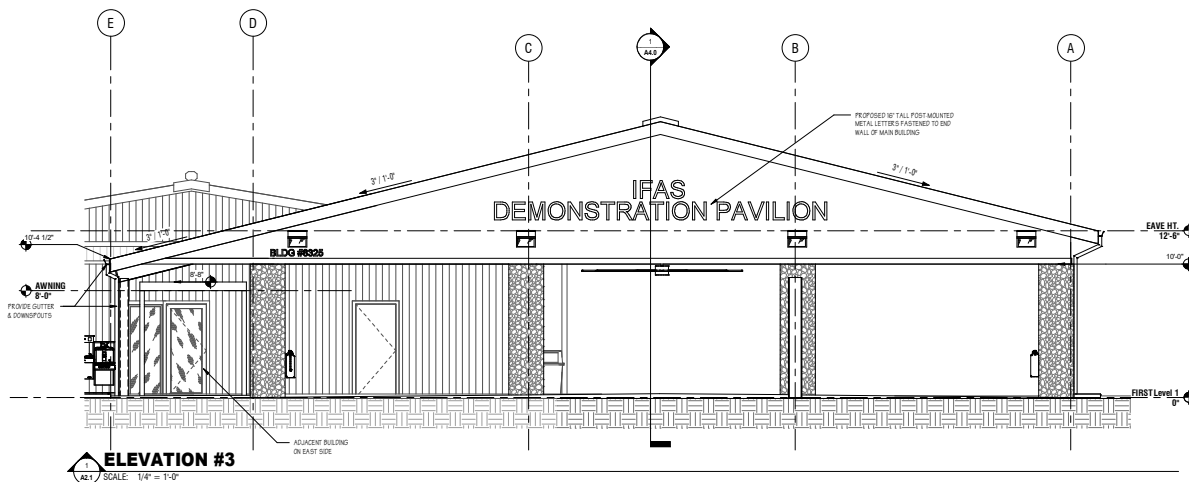 E
D
C
1
A4.0
B
A
PROPOSED 16" TALL POST-MOUNTED
METAL LETTERS FASTENED TO END
WALL OF MAIN BUILDING
3" / 1'-0"
3" / 1'-0"
IFAS
DEMONSTRATION PAVILION
EAVE HT.
12'-6"
10'-4 1/2"
3" / 1'-0"
BLDG #8325
10'-0"
8'-8"
AWNING
8'-0"
PROVIDE GUTTER
& DOWNSPOUTS
FIRST Level 1
0"
ADJACENT BUILDING
ON EAST SIDE
1
A2.1
ELEVATION #3
SCALE: 1/4" = 1'-0"